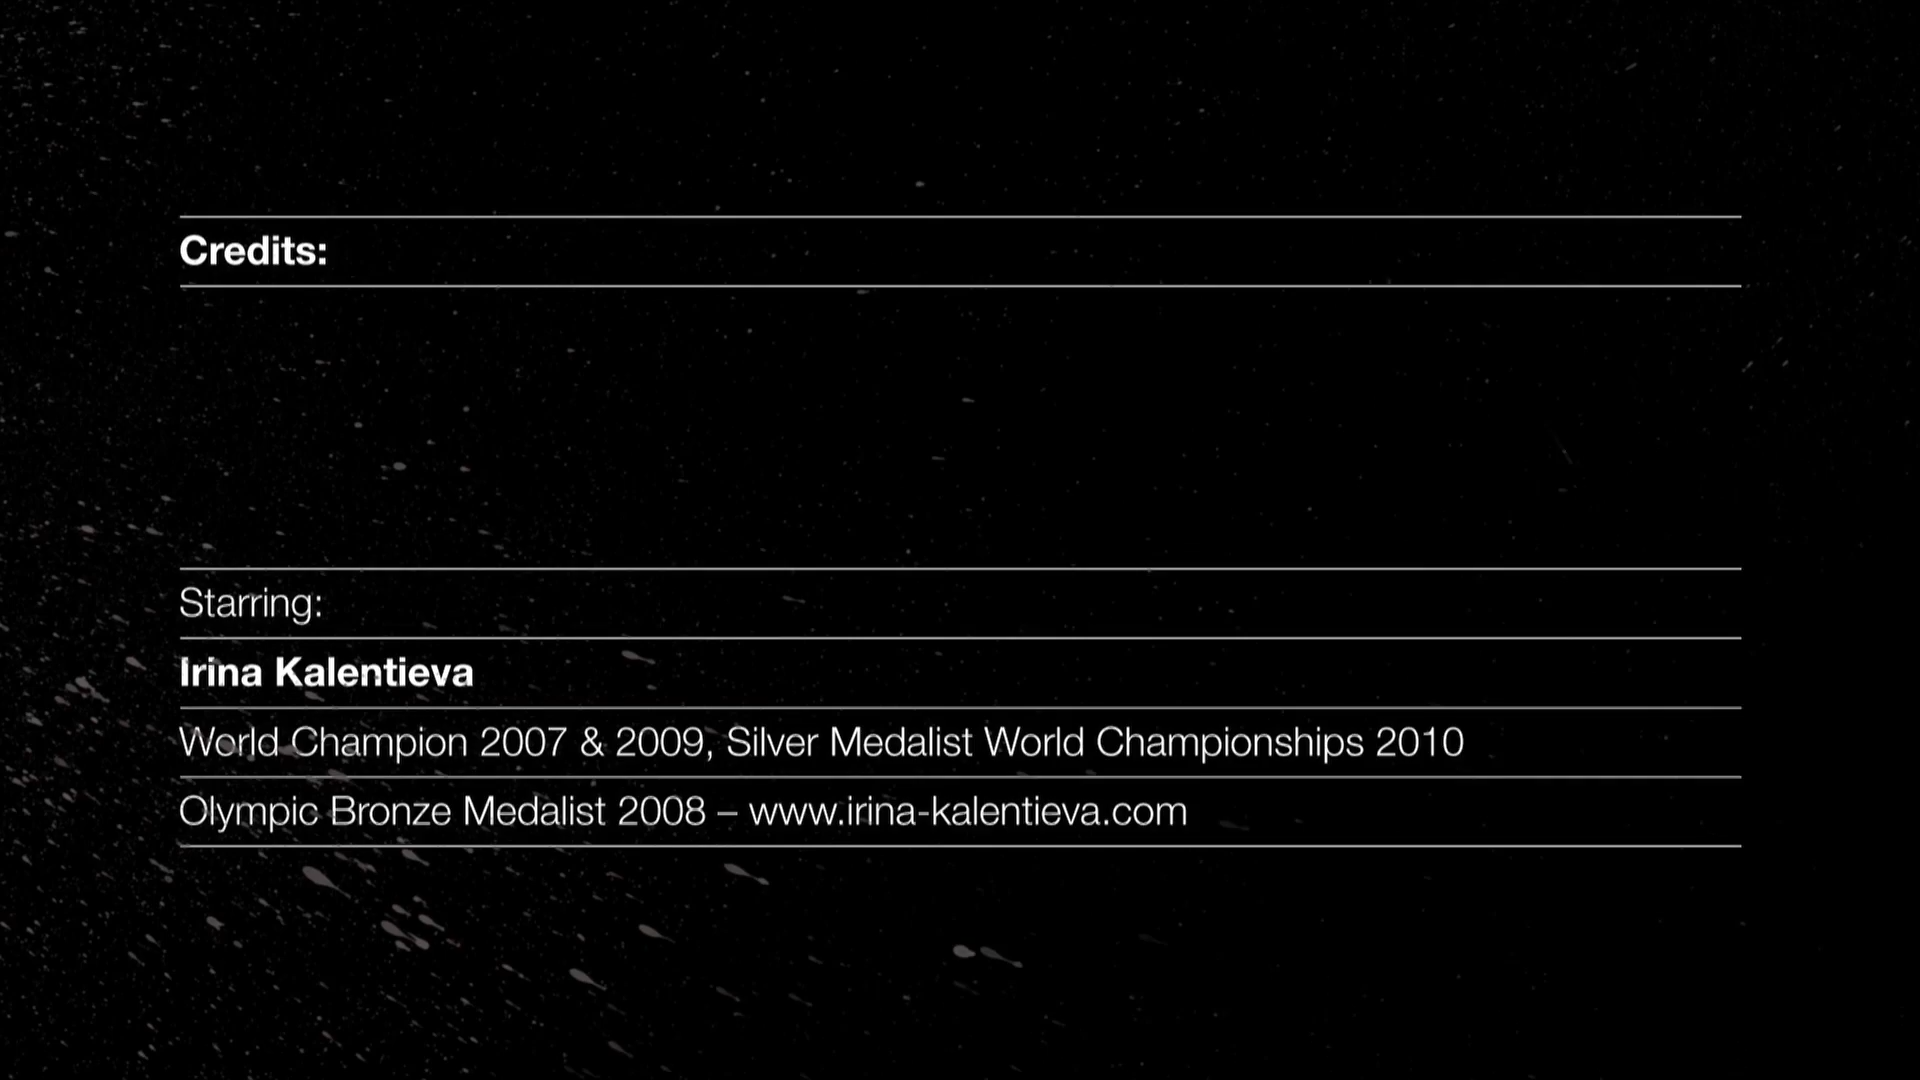 Credits:
Starring:
Irina Kalentieva
World Champion 2007 & 2009, Silver Medalist World Championships 2010
Olympic Bronze Medalist 2008 – www.irina-kalentieva.com